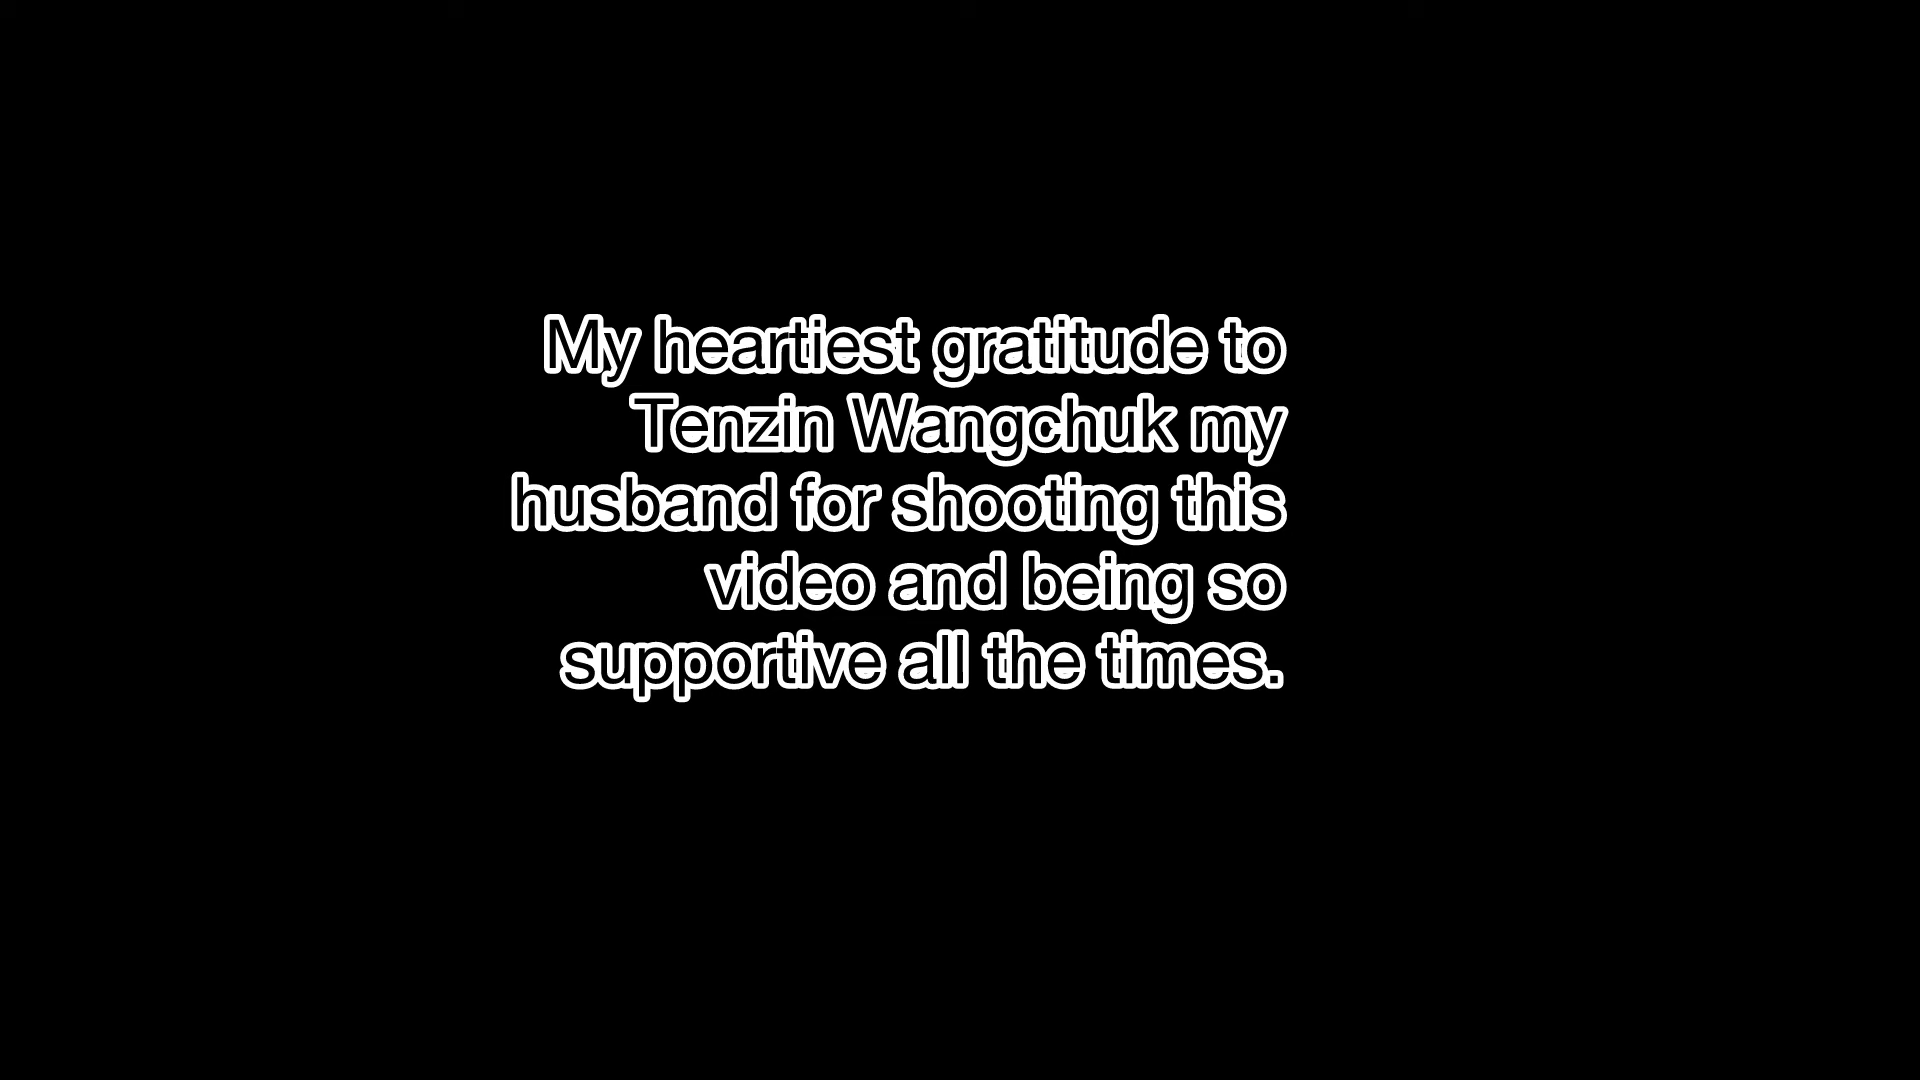 My heartiest gratitude to
Tenzin Wangchuk my
husband for shooting this
video and being so
supportive all the times.